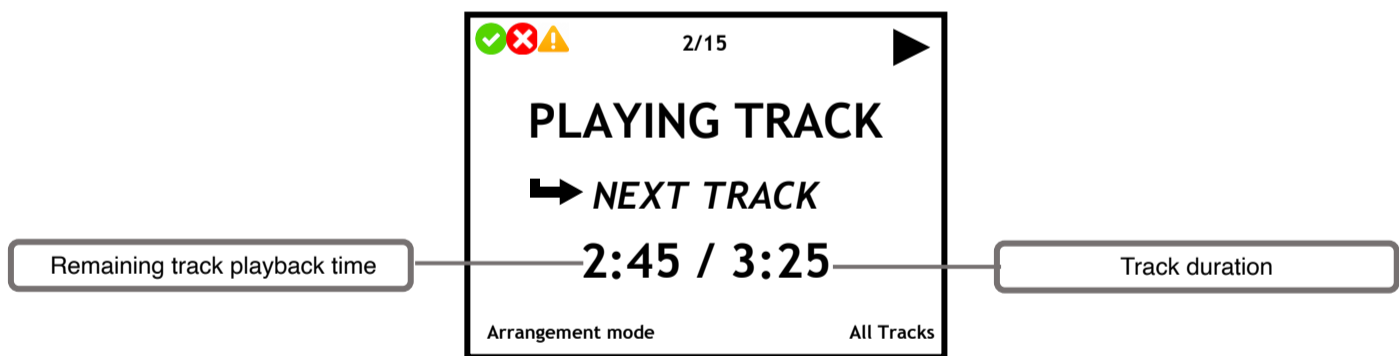 2/15
PLAYING TRACK
NEXT TRACK
Remaining track playback time
2:45 / 3:25
Track duration
Arrangement mode
All Tracks